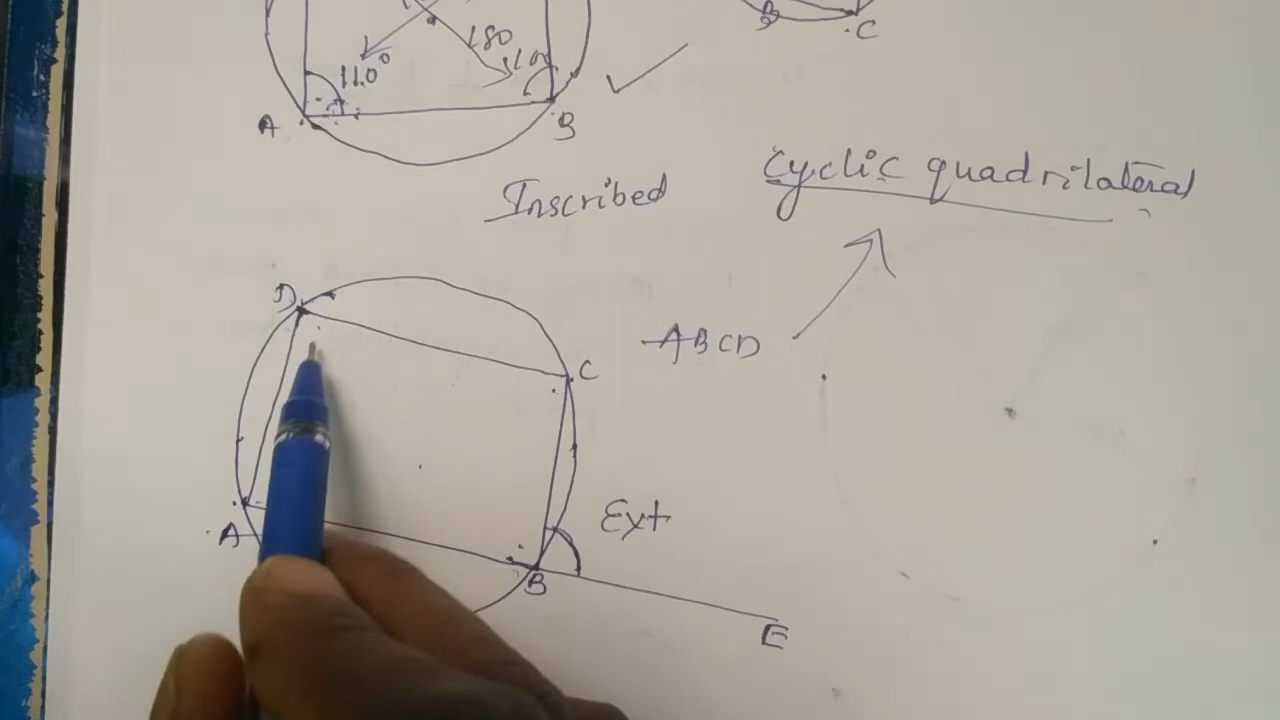 B
C
180
110°
A
B
Inscribed
Cyclic quadrilateral
D
ABCD
C
Ext
A
B
E